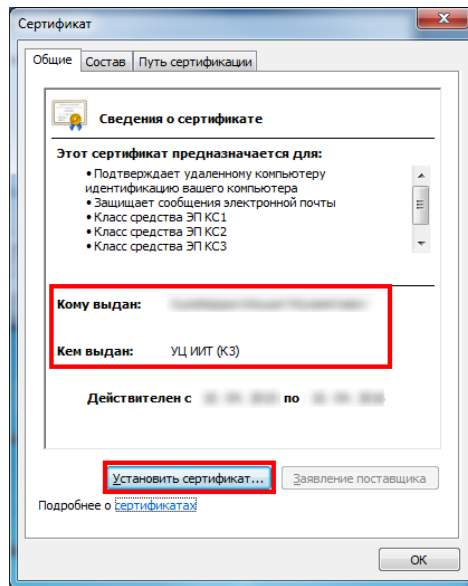 Сертификат
Общие Состав Путь сертификации
Сведения о сертификате
Этот сертификат предназначается для:
• Подтверждает удаленному компьютеру
идентификацию вашего компьютера
• Защищает сообщения электронной почты
• Класс средства ЭП КС1
• Класс средства ЭП КС2
• Класс средства ЭП КС3
Кому выдан:
Кем выдан: УЦ ИИТ (К3)
Действителен с по
Установить сертификат... Заявление поставщика
Подробнее о сертификатах
ОК